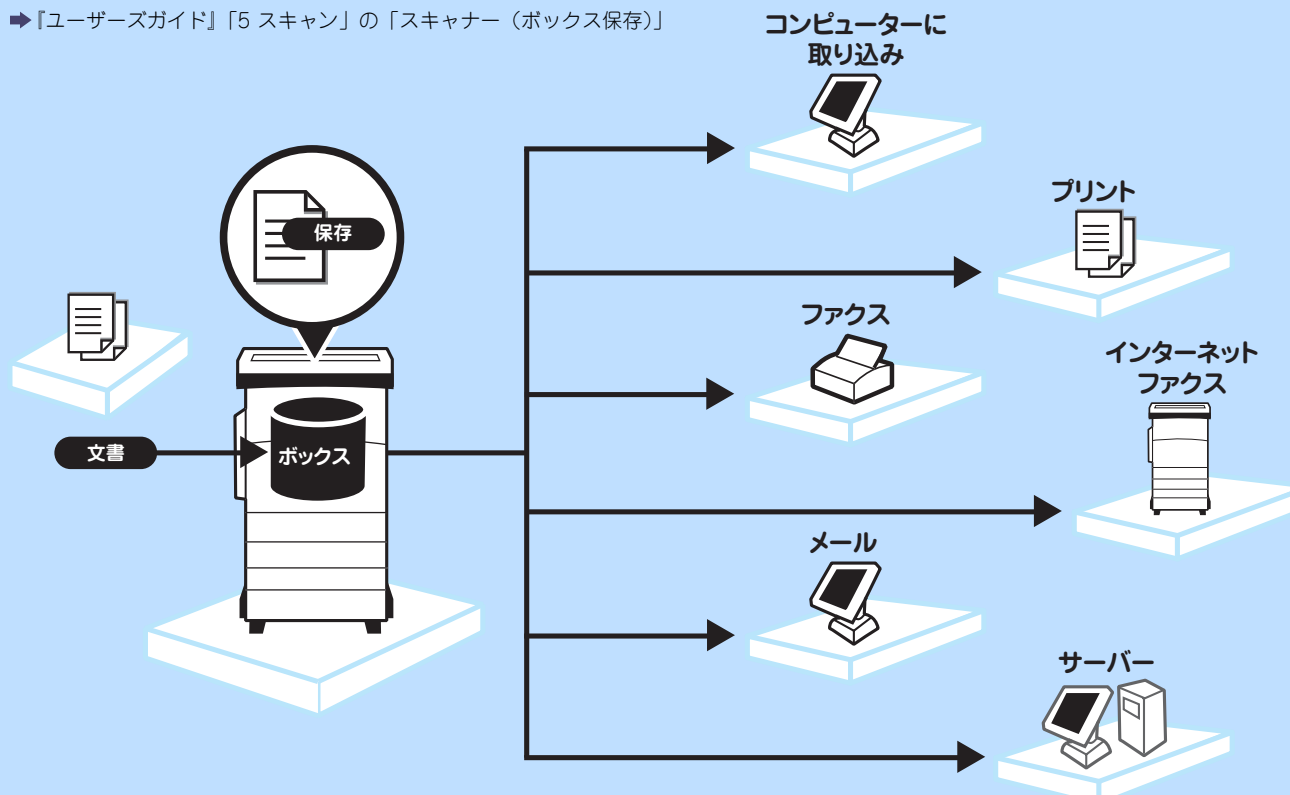 ➡『ユーザーズガイド』「5 スキャン」の「スキャナー（ボックス保存）」
コンピューターに
取り込み
プリント
保存
ファクス
インターネット
ファクス
文書
ボックス
メール
サーバー